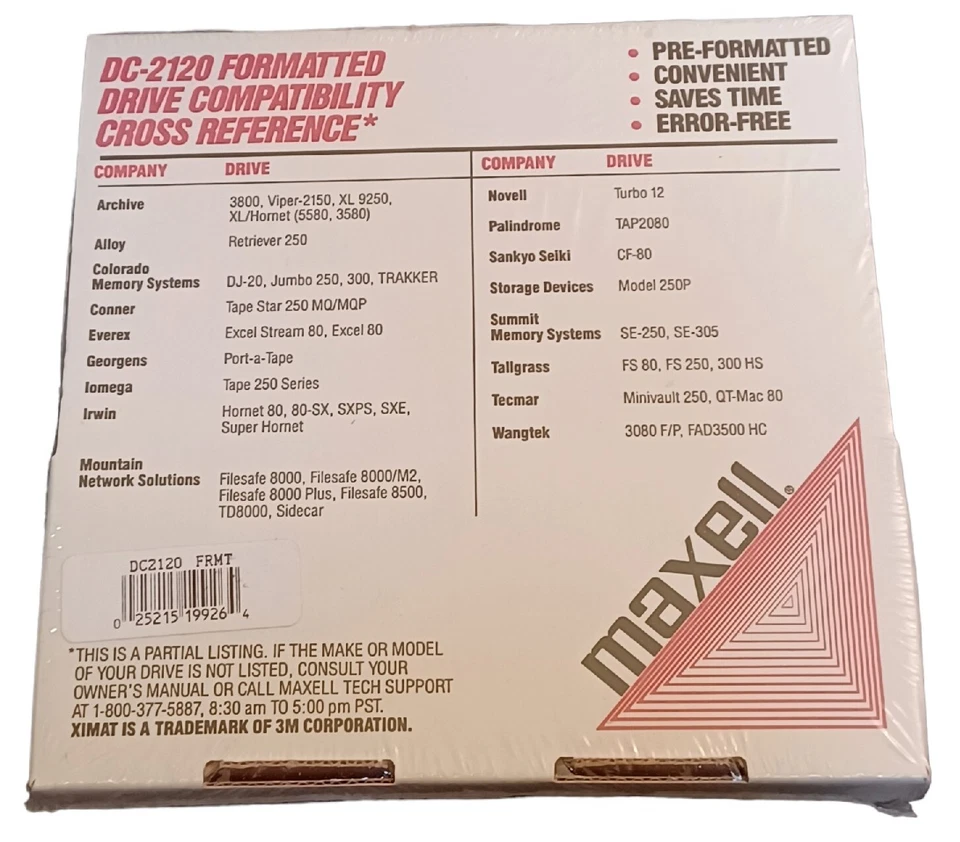 DC-2120 FORMATTED
DRIVE COMPATIBILITY
CROSS REFERENCE*
• PRE-FORMATTED
• CONVENIENT
• SAVES TIME
• ERROR-FREE
COMPANY DRIVE
Archive 3800, Viper-2150, XL 9250,
XL/Hornet (5580, 3580)
Alloy Retriever 250
Colorado
Memory Systems DJ-20, Jumbo 250, 300, TRAKKER
Conner Tape Star 250 MQ/MQP
Everex Excel Stream 80, Excel 80
Georgens Port-a-Tape
Iomega Tape 250 Series
Irwin Hornet 80, 80-SX, SXPS, SXE,
Super Hornet
Mountain
Network Solutions Filesafe 8000, Filesafe 8000/M2,
Filesafe 8000 Plus, Filesafe 8500,
TD8000, Sidecar
COMPANY DRIVE
Novell Turbo 12
Palindrome TAP2080
Sankyo Seiki CF-80
Storage Devices Model 250P
Summit
Memory Systems SE-250, SE-305
Tallgrass FS 80, FS 250, 300 HS
Tecmar Minivault 250, QT-Mac 80
Wangtek 3080 F/P, FAD3500 HC
maxell®
DC2120 FRMT
0 25215 19926 4
*THIS IS A PARTIAL LISTING. IF THE MAKE OR MODEL
OF YOUR DRIVE IS NOT LISTED, CONSULT YOUR
OWNER'S MANUAL OR CALL MAXELL TECH SUPPORT
AT 1-800-377-5887, 8:30 am TO 5:00 pm PST.
XIMAT IS A TRADEMARK OF 3M CORPORATION.